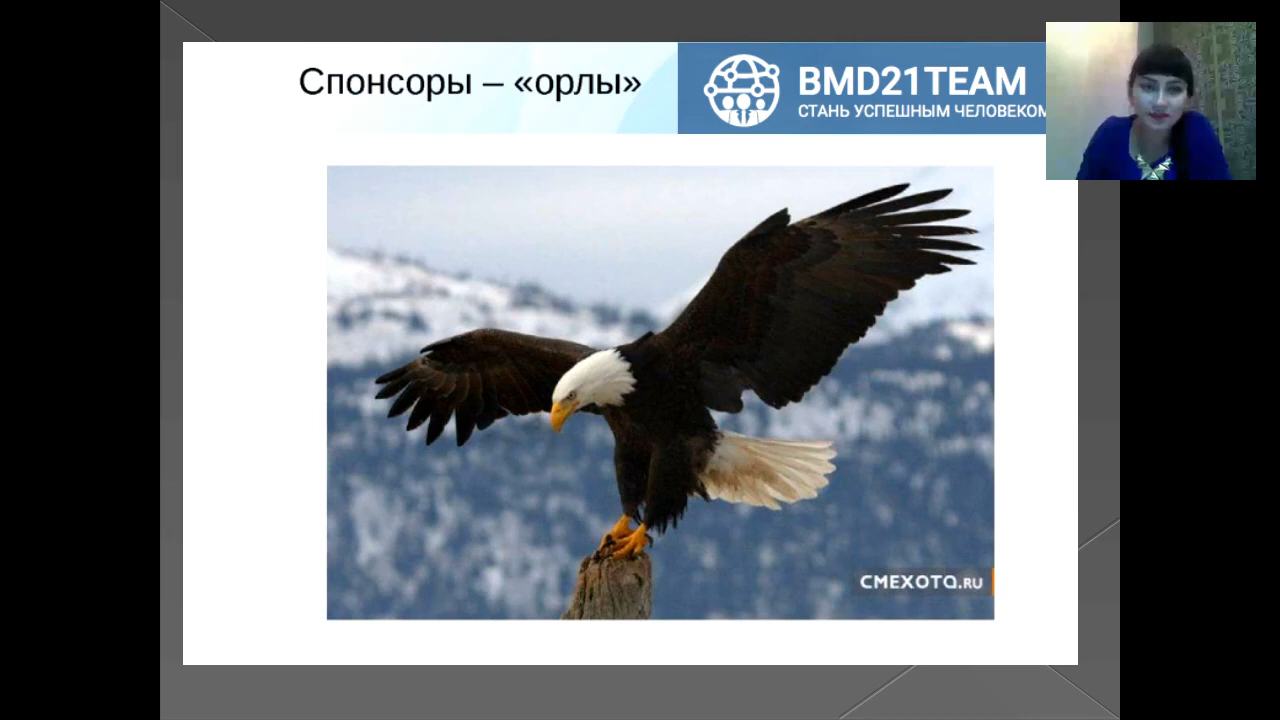 Спонсоры – «орлы»
BMD21TEAM
СТАНЬ УСПЕШНЫМ ЧЕЛОВЕКОМ
СМЕХОТА.RU